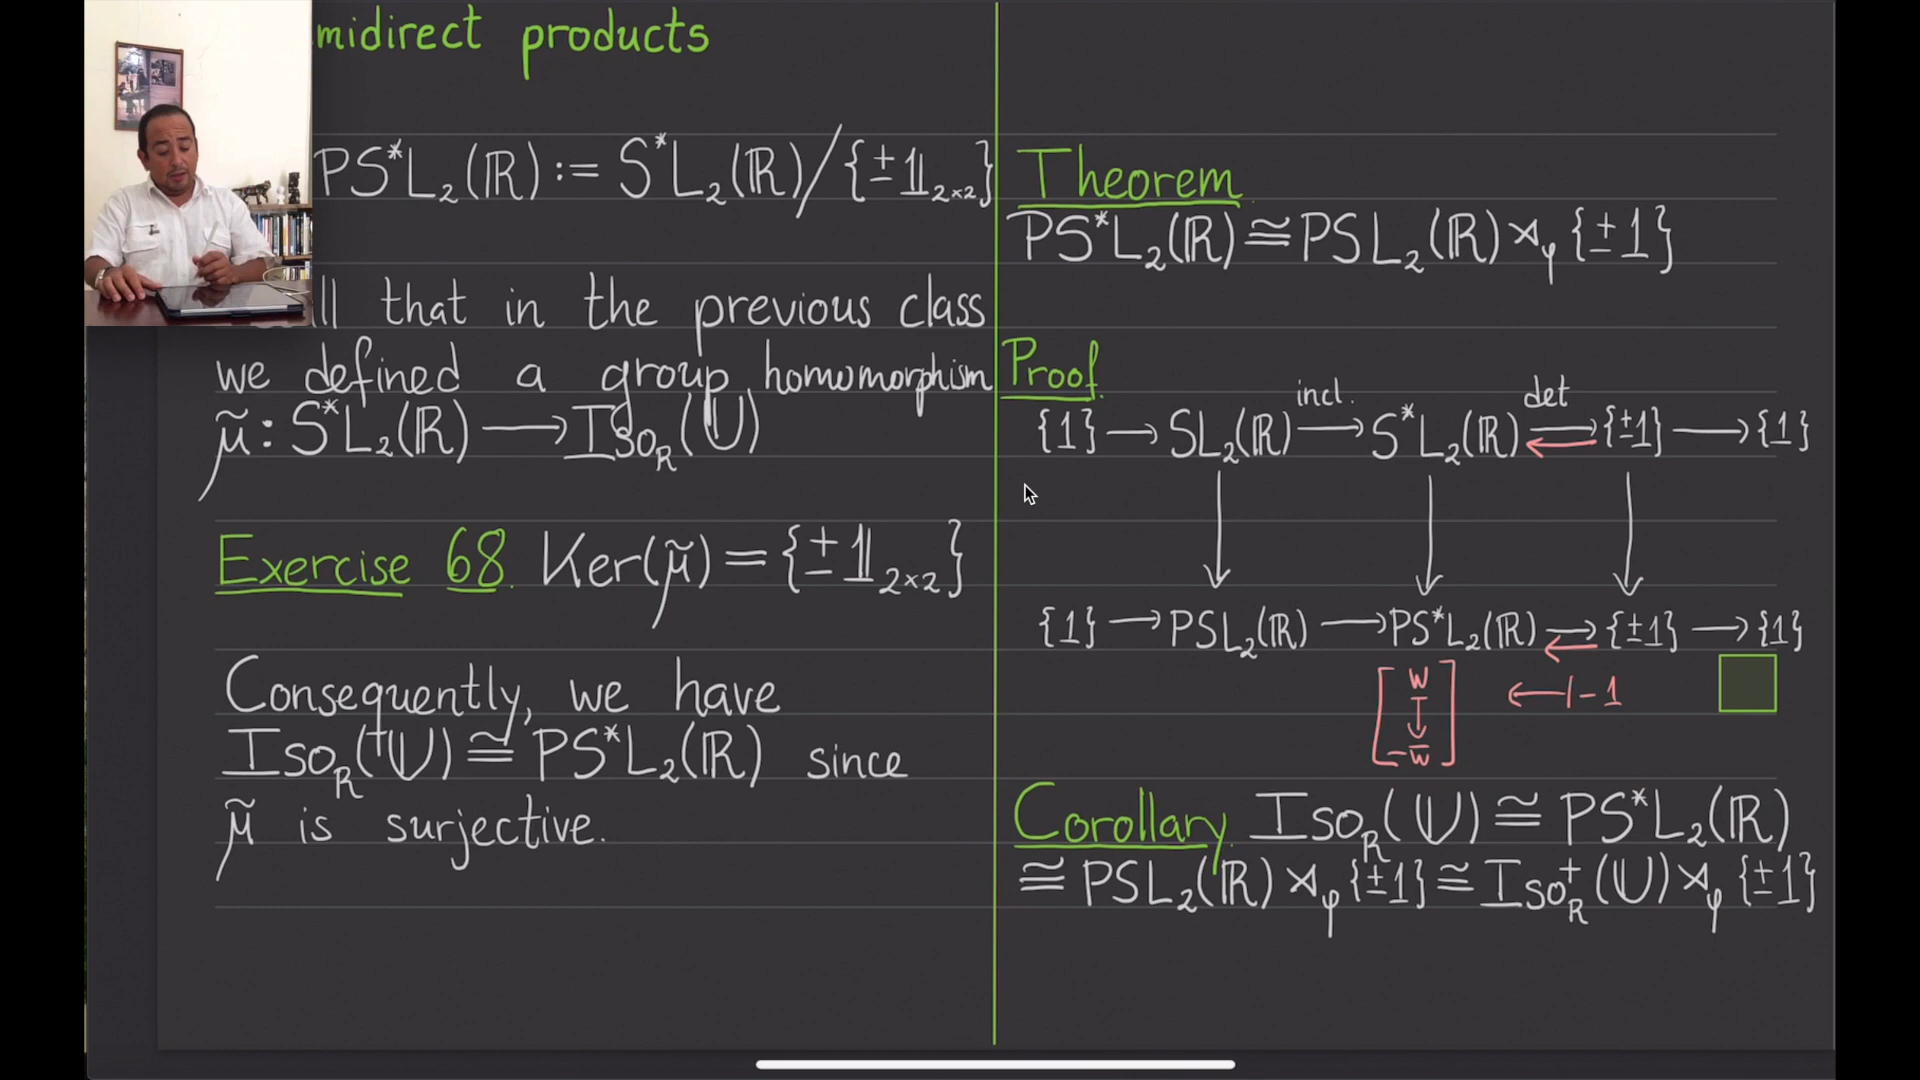 midirect products
PS*L₂(ℝ) := S*L₂(ℝ)/{±𝟙₂ₓ₂}
ll that in the previous class
we defined a group homomorphism
μ̃ : S*L₂(ℝ) ⟶ Iso_R(𝕌)
Exercise 68. Ker(μ̃) = {±𝟙₂ₓ₂}
Consequently, we have
Iso_R(𝕌) ≅ PS*L₂(ℝ) since
μ̃ is surjective.
Theorem.
PS*L₂(ℝ) ≅ PSL₂(ℝ) ⋊_φ {±1}
Proof.
incl. det
{1} → SL₂(ℝ) → S*L₂(ℝ) ⇄ {±1} → {1}
{1} → PSL₂(ℝ) → PS*L₂(ℝ) ⇄ {±1} → {1}
[w ↦ -w̄] ⟻ -1
Corollary. Iso_R(𝕌) ≅ PS*L₂(ℝ)
≅ PSL₂(ℝ) ⋊_φ {±1} ≅ Iso⁺_R(𝕌) ⋊_φ {±1}